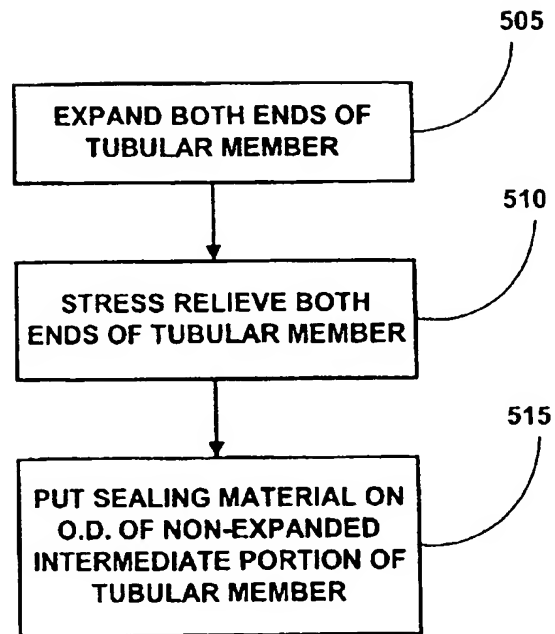 505
EXPAND BOTH ENDS OF
TUBULAR MEMBER
510
STRESS RELIEVE BOTH
ENDS OF TUBULAR MEMBER
515
PUT SEALING MATERIAL ON
O.D. OF NON-EXPANDED
INTERMEDIATE PORTION OF
TUBULAR MEMBER